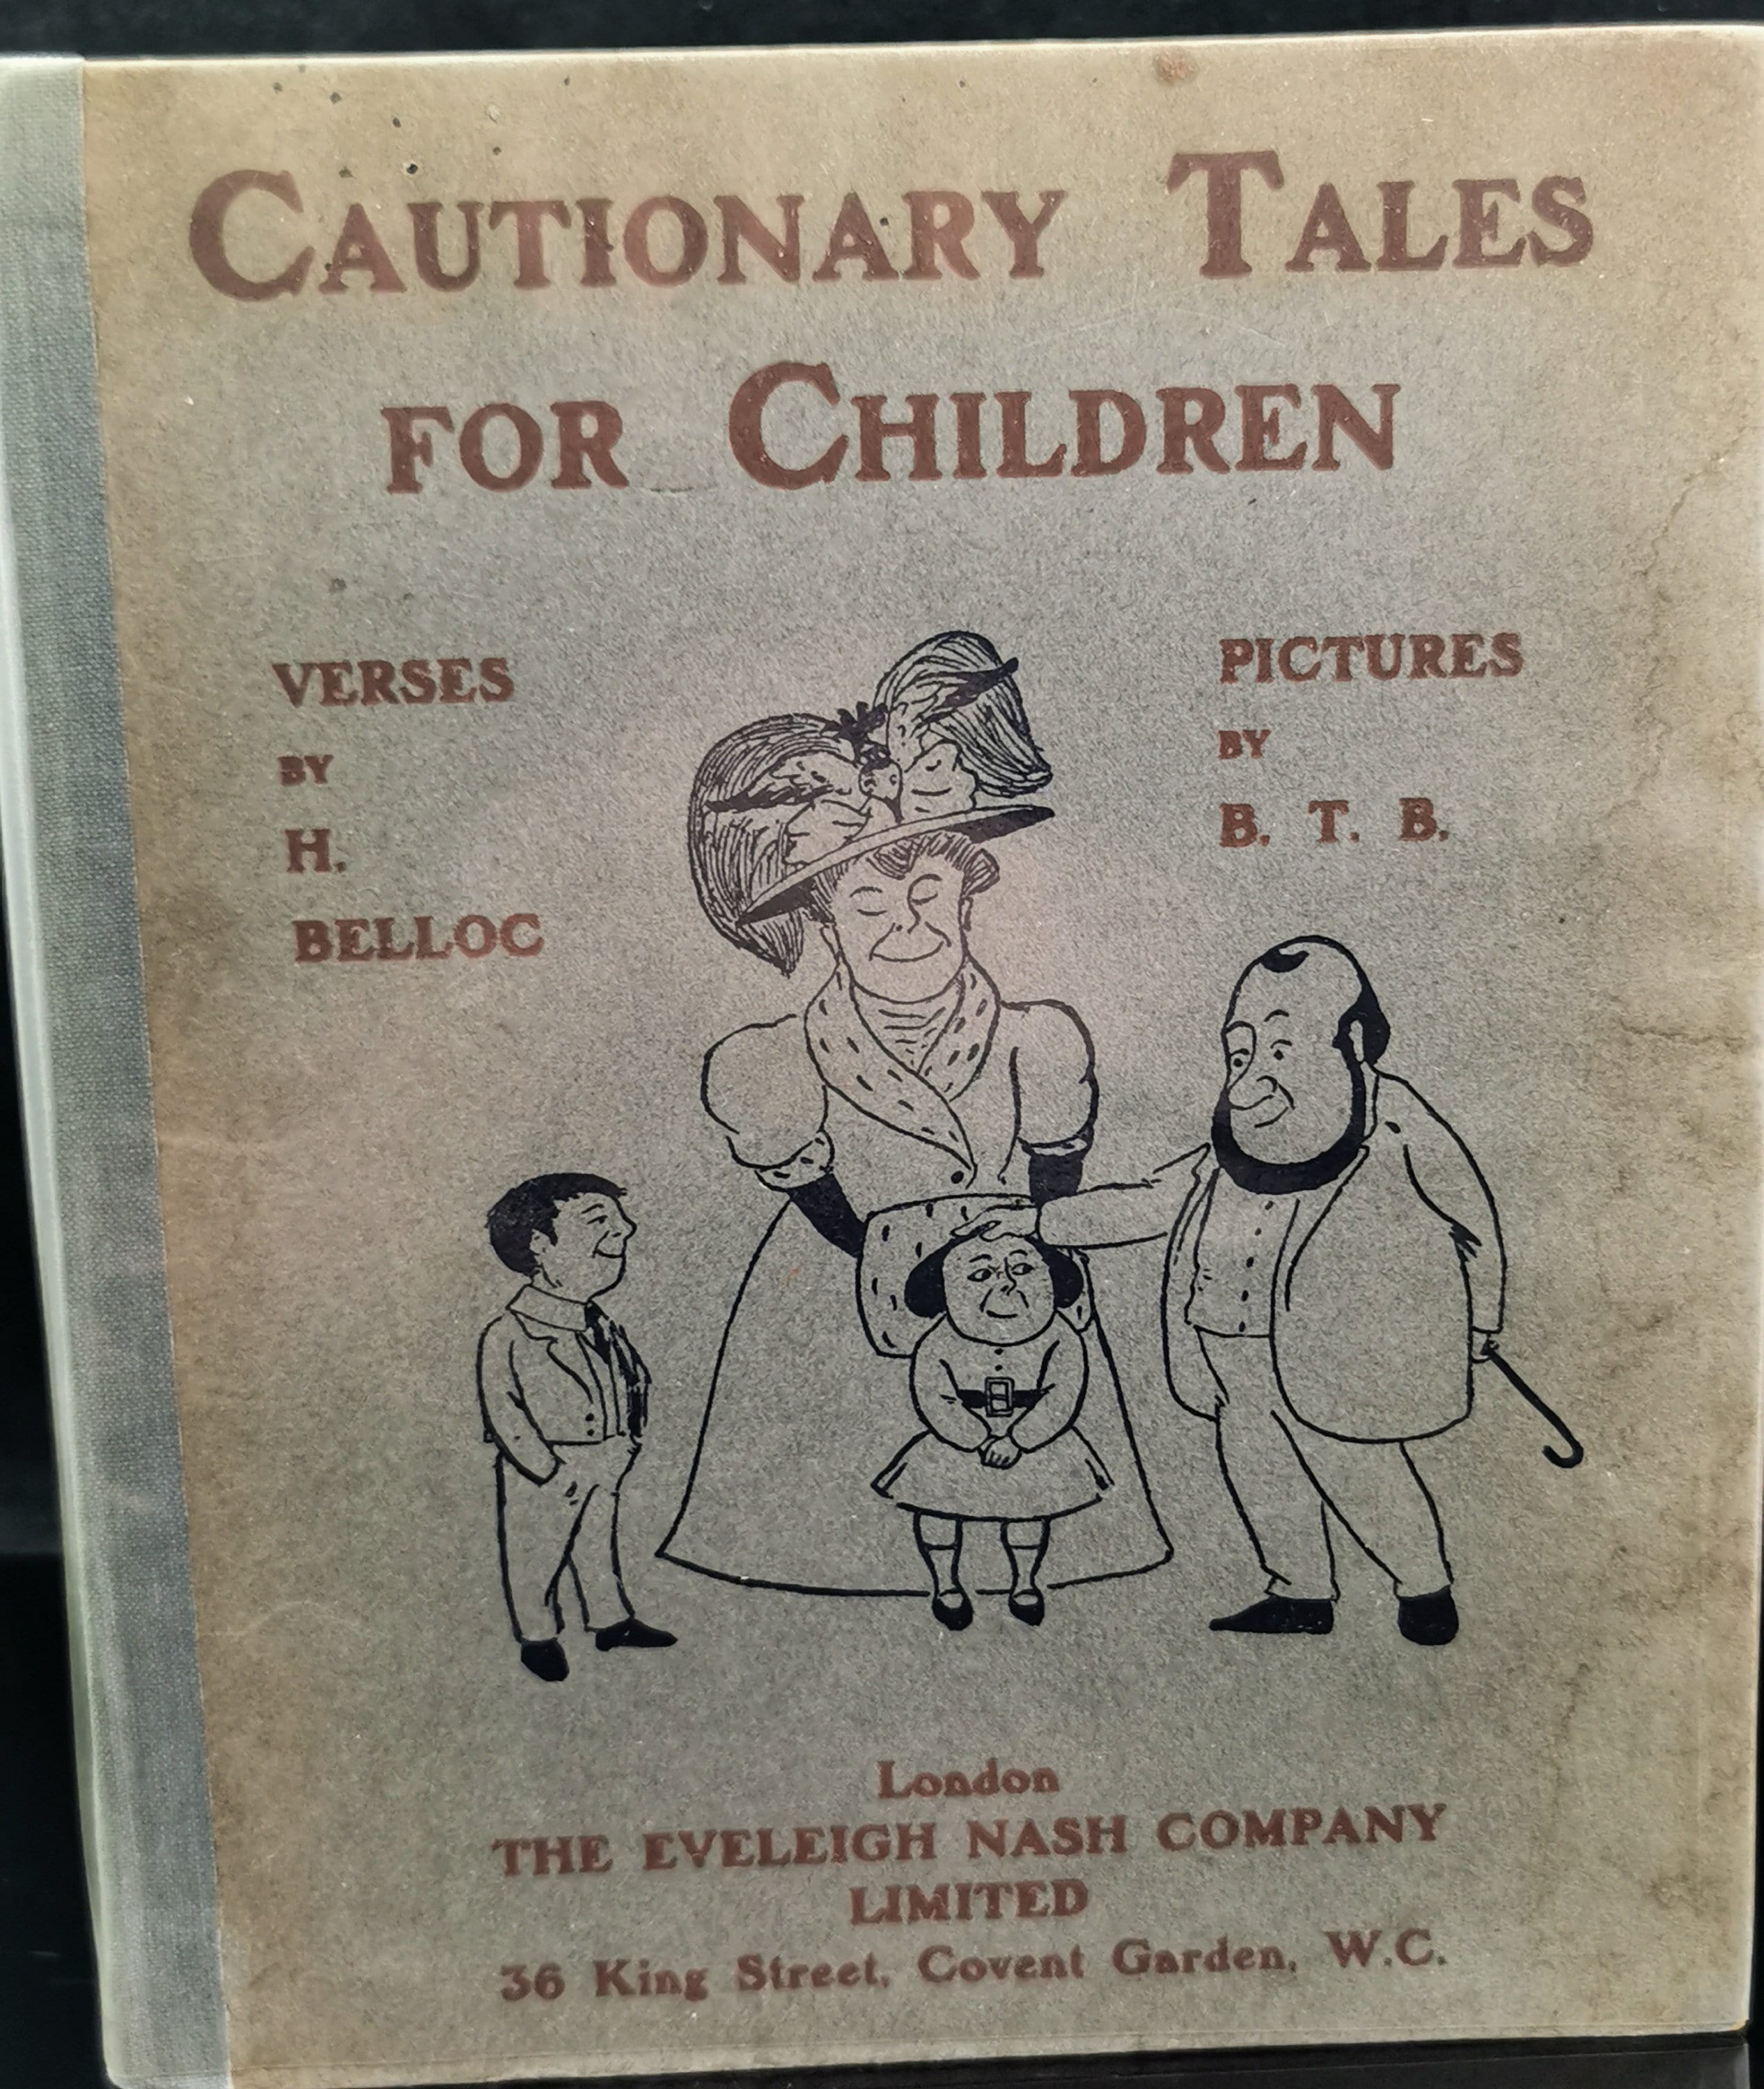 CAUTIONARY TALES
FOR CHILDREN
VERSES
BY
H.
BELLOC
PICTURES
BY
B. T. B.
London
THE EVELEIGH NASH COMPANY
LIMITED
36 King Street, Covent Garden, W.C.